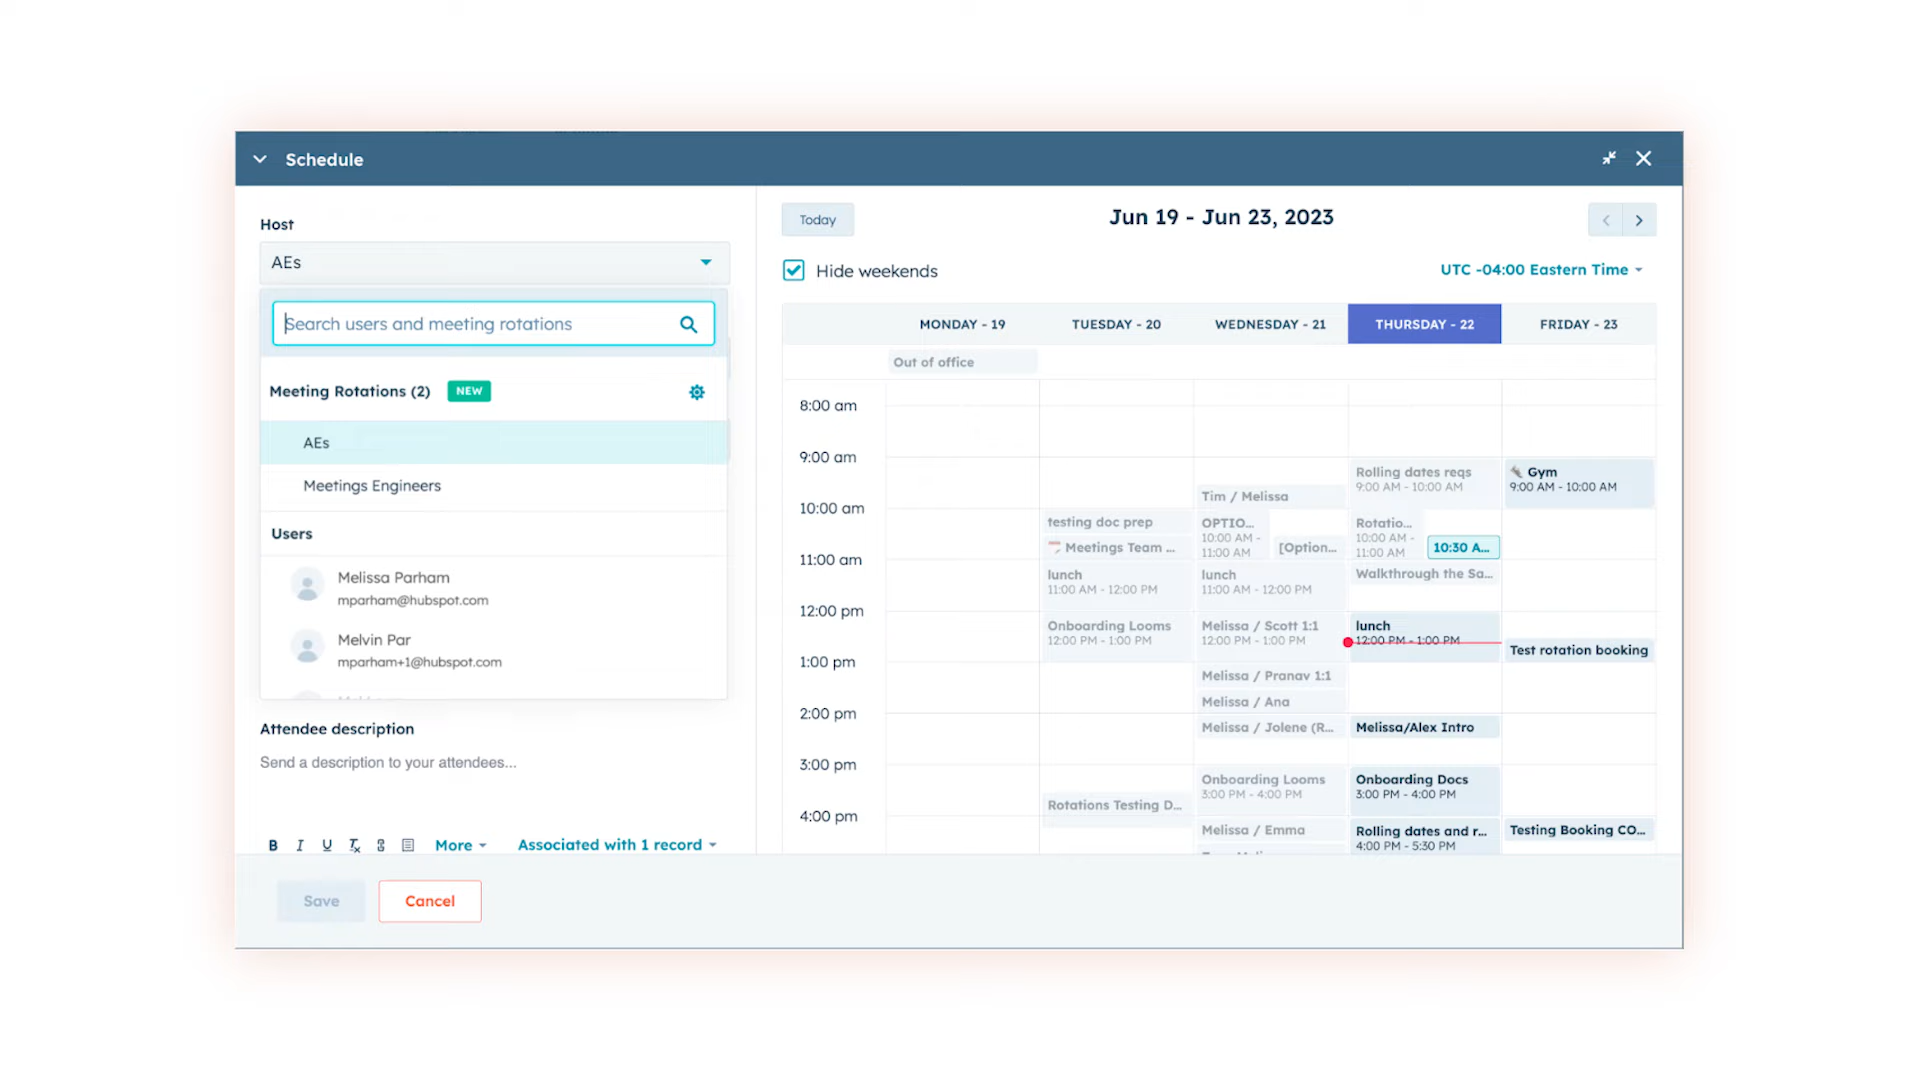 Schedule
Host
AEs
Search users and meeting rotations
Meeting Rotations (2) NEW
AEs
Meetings Engineers
Users
Melissa Parham
mparham@hubspot.com
Melvin Par
mparham+1@hubspot.com
Attendee description
Send a description to your attendees...
B I U Tx More Associated with 1 record
Save Cancel
Today
Jun 19 - Jun 23, 2023
Hide weekends
UTC -04:00 Eastern Time
MONDAY - 19 TUESDAY - 20 WEDNESDAY - 21 THURSDAY - 22 FRIDAY - 23
Out of office
8:00 am
9:00 am
10:00 am
11:00 am
12:00 pm
1:00 pm
2:00 pm
3:00 pm
4:00 pm
testing doc prep
Meetings Team ...
lunch
11:00 AM - 12:00 PM
Onboarding Looms
12:00 PM - 1:00 PM
Rotations Testing D...
Tim / Melissa
OPTIO...
10:00 AM -
11:00 AM
[Option...
lunch
11:00 AM - 12:00 PM
Melissa / Scott 1:1
12:00 PM - 1:00 PM
Melissa / Pranav 1:1
Melissa / Ana
Melissa / Jolene (R...
Onboarding Looms
3:00 PM - 4:00 PM
Melissa / Emma
Rolling dates reqs
9:00 AM - 10:00 AM
Rotatio...
10:00 AM -
11:00 AM
10:30 A...
Walkthrough the Sa...
lunch
12:00 PM - 1:00 PM
Melissa/Alex Intro
Onboarding Docs
3:00 PM - 4:00 PM
Rolling dates and r...
4:00 PM - 5:30 PM
Gym
9:00 AM - 10:00 AM
Test rotation booking
Testing Booking CO...